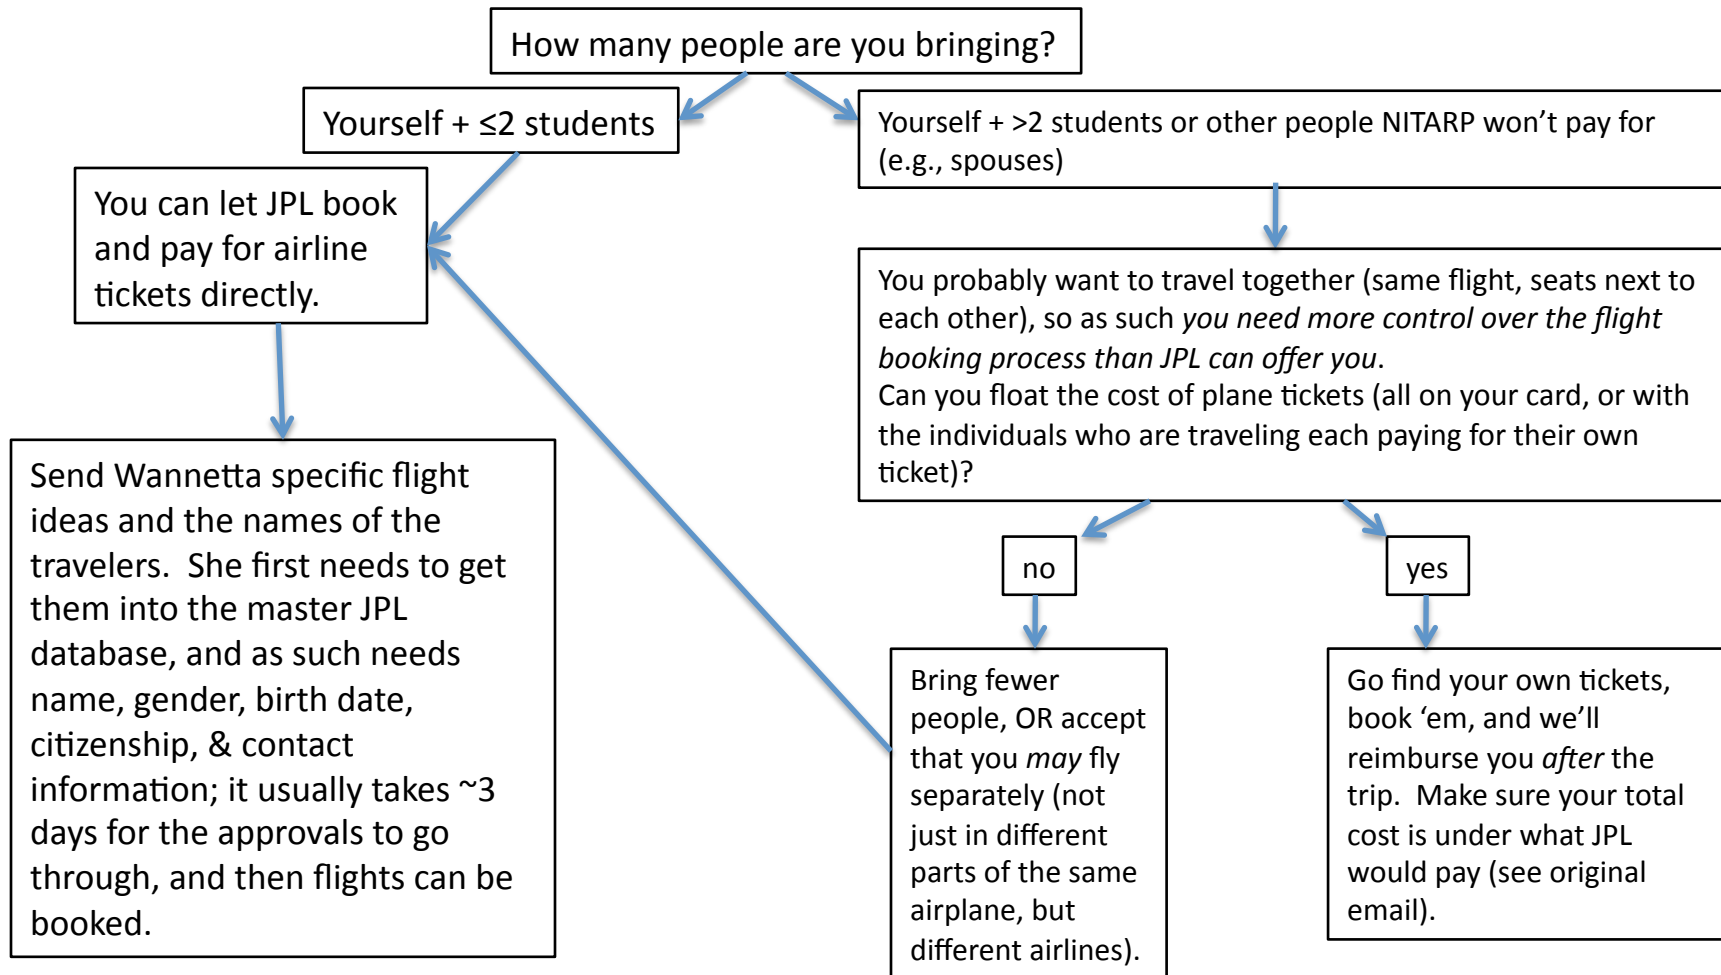 How many people are you bringing?
Yourself + ≤2 students
Yourself + >2 students or other people NITARP won’t pay for
(e.g., spouses)
You can let JPL book
and pay for airline
tickets directly.
You probably want to travel together (same flight, seats next to
each other), so as such you need more control over the flight
booking process than JPL can offer you.
Can you float the cost of plane tickets (all on your card, or with
the individuals who are traveling each paying for their own
ticket)?
Send Wannetta specific flight
ideas and the names of the
travelers.  She first needs to get
them into the master JPL
database, and as such needs
name, gender, birth date,
citizenship, & contact
information; it usually takes ~3
days for the approvals to go
through, and then flights can be
booked.
no
yes
Bring fewer
people, OR accept
that you may fly
separately (not
just in different
parts of the same
airplane, but
different airlines).
Go find your own tickets,
book ‘em, and we’ll
reimburse you after the
trip.  Make sure your total
cost is under what JPL
would pay (see original
email).